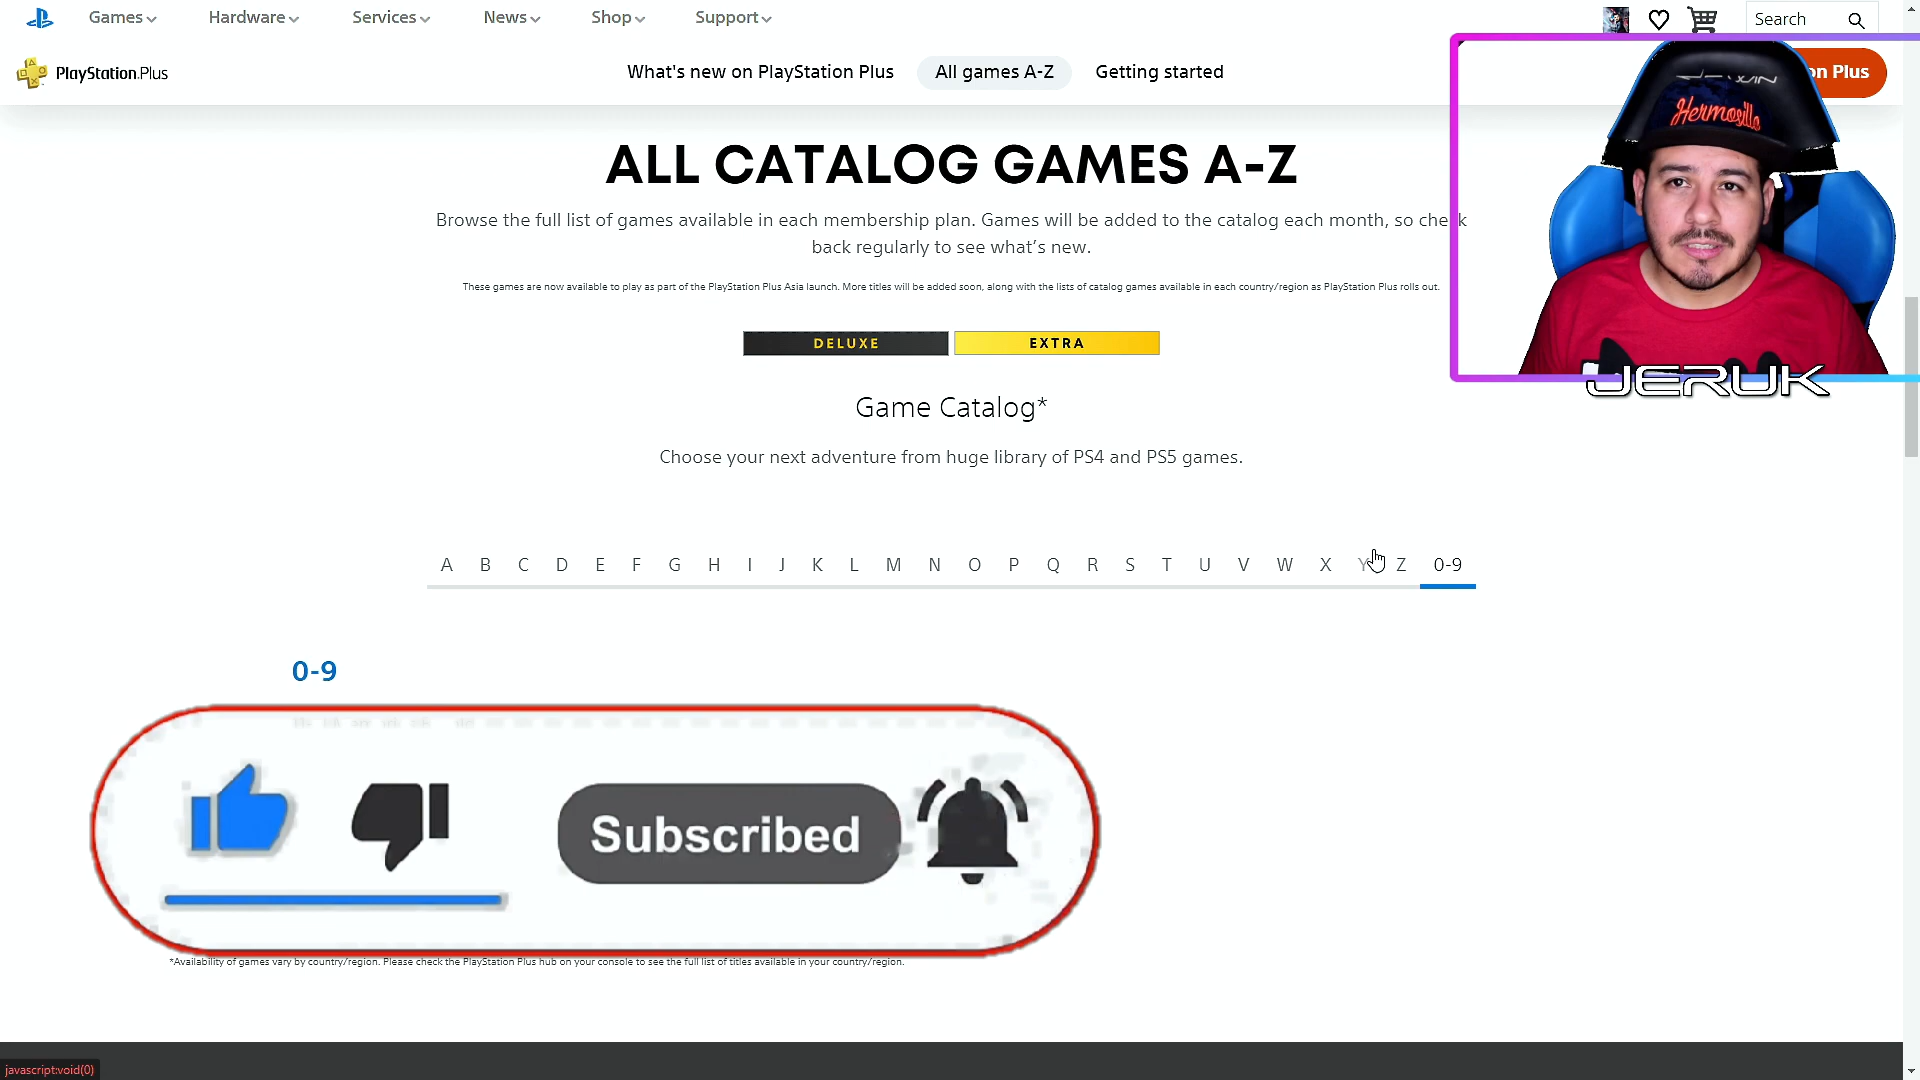 Games Hardware Services News Shop Support Search
PlayStation.Plus What's new on PlayStation Plus All games A-Z Getting started on Plus
Hermosillo
ALL CATALOG GAMES A-Z
Browse the full list of games available in each membership plan. Games will be added to the catalog each month, so check
back regularly to see what’s new.
These games are now available to play as part of the PlayStation Plus Asia launch. More titles will be added soon, along with the lists of catalog games available in each country/region as PlayStation Plus rolls out.
DELUXE EXTRA
JERUK
Game Catalog*
Choose your next adventure from huge library of PS4 and PS5 games.
A B C D E F G H I J K L M N O P Q R S T U V W X Y Z 0-9
0-9
Subscribed
*Availability of games vary by country/region. Please check the PlayStation Plus hub on your console to see the full list of titles available in your country/region.
javascript:void(0)